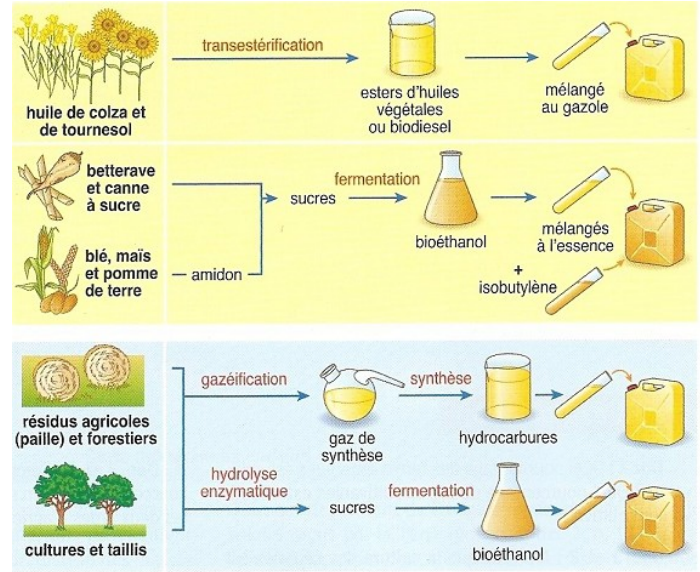 transestérification
huile de colza et
de tournesol
esters d'huiles
végétales
ou biodiesel
mélangé
au gazole
betterave
et canne
à sucre
sucres
fermentation
bioéthanol
mélangés
à l'essence
+
isobutylène
blé, maïs
et pomme
de terre
amidon
résidus agricoles
(paille) et forestiers
gazéification
gaz de
synthèse
synthèse
hydrocarbures
cultures et taillis
hydrolyse
enzymatique
sucres
fermentation
bioéthanol